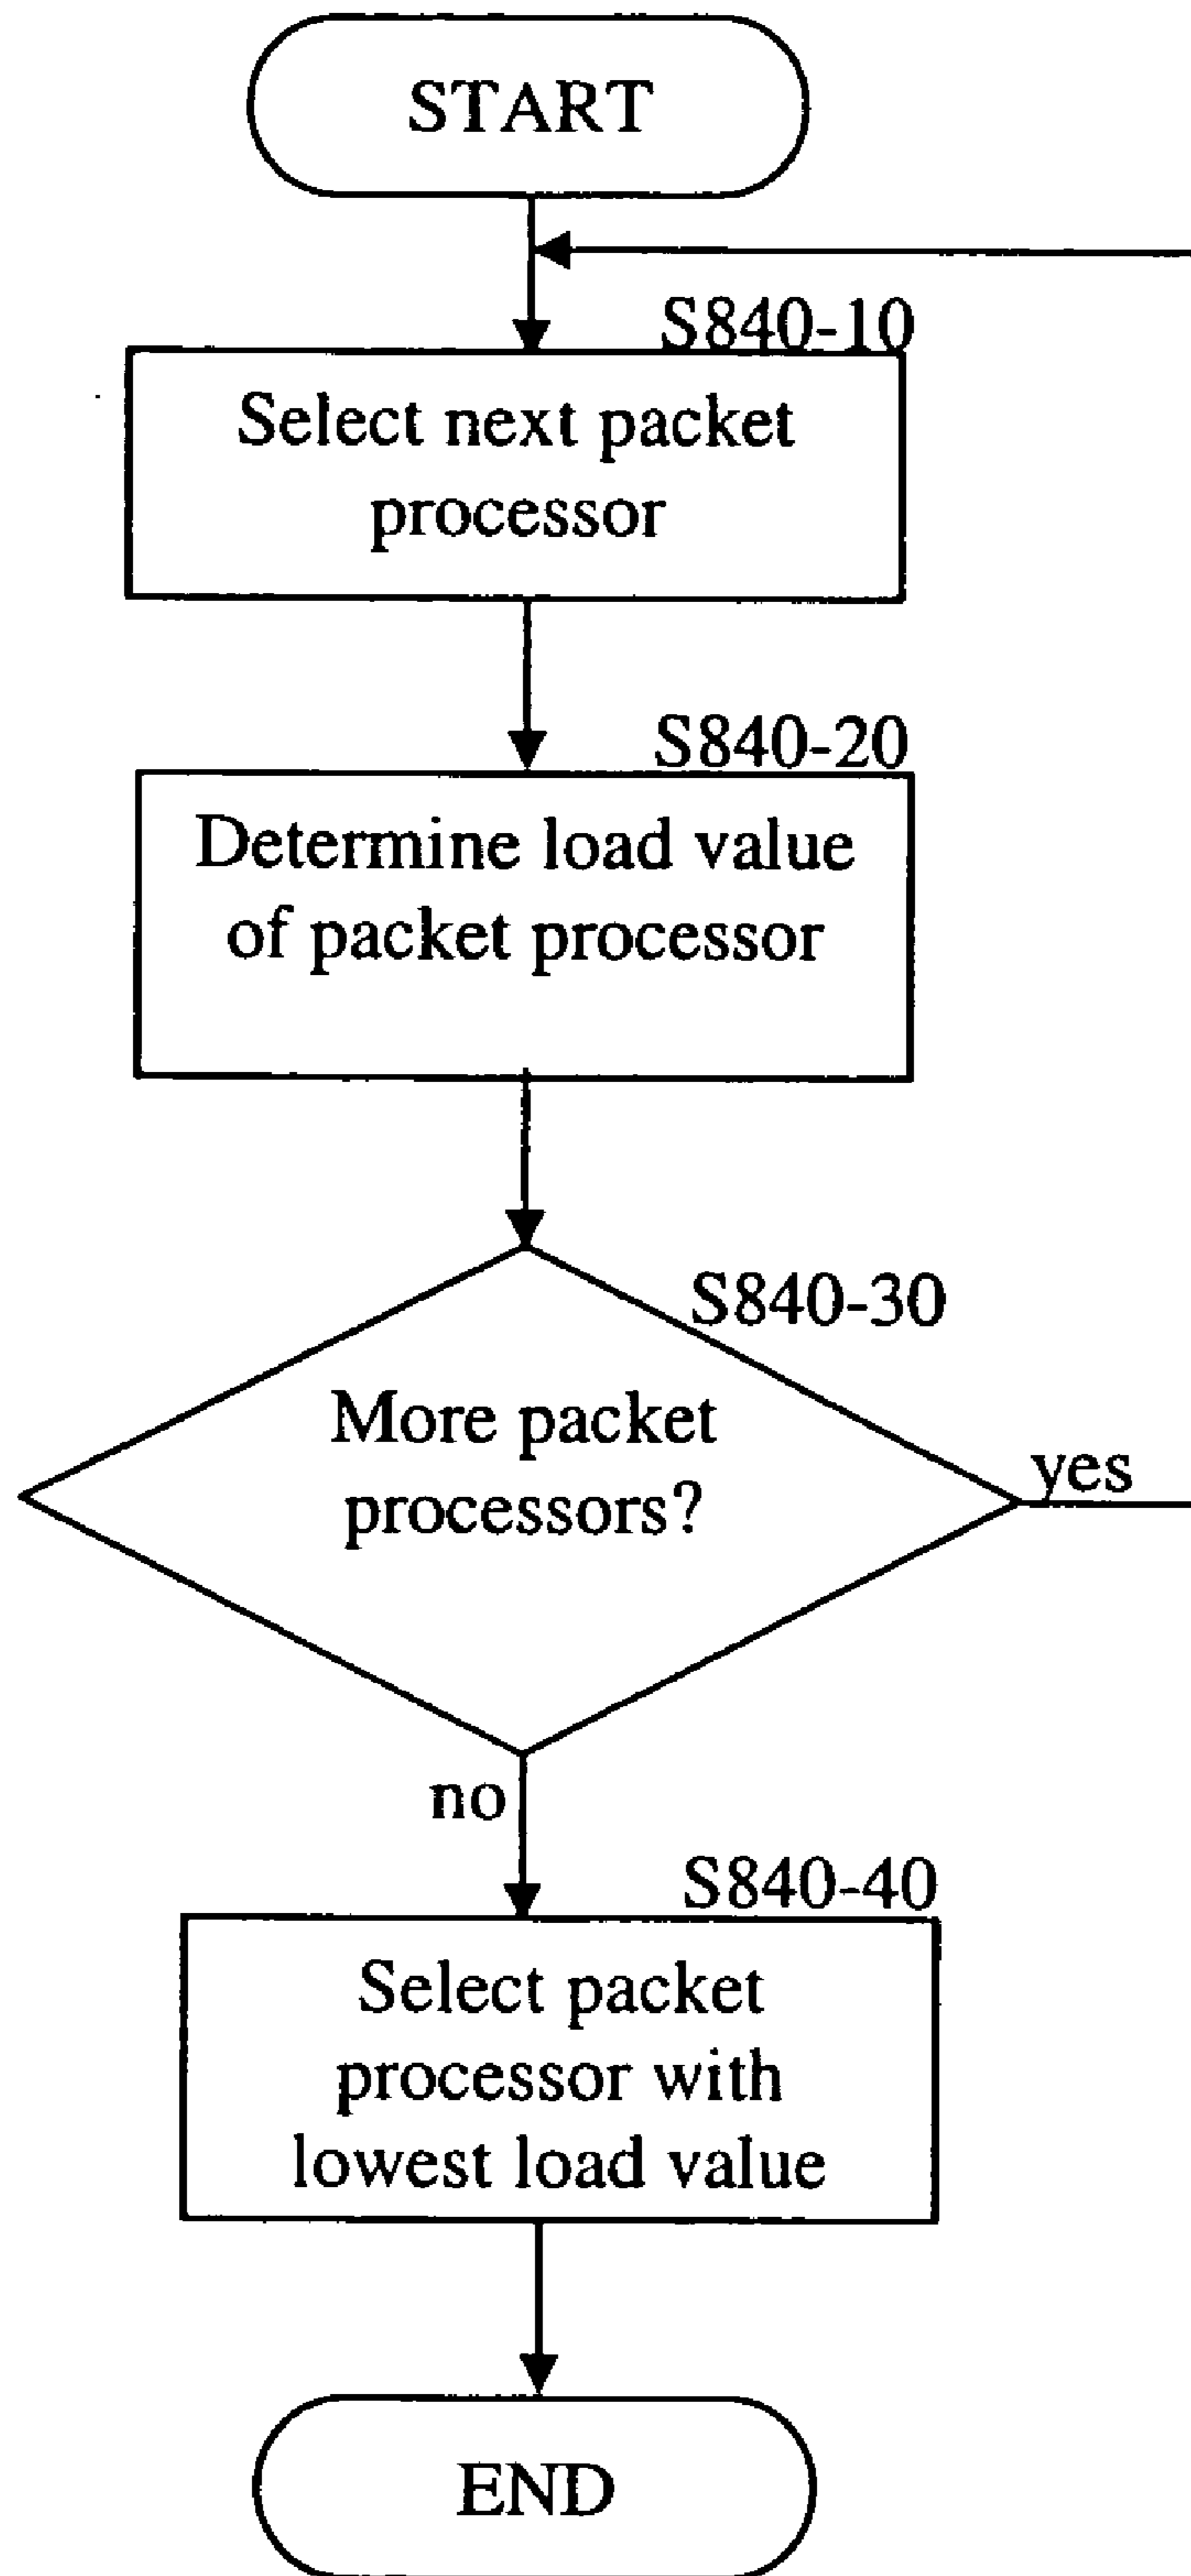 START
S840-10
Select next packet
processor
S840-20
Determine load value
of packet processor
S840-30
More packet
processors?
yes
no
S840-40
Select packet
processor with
lowest load value
END